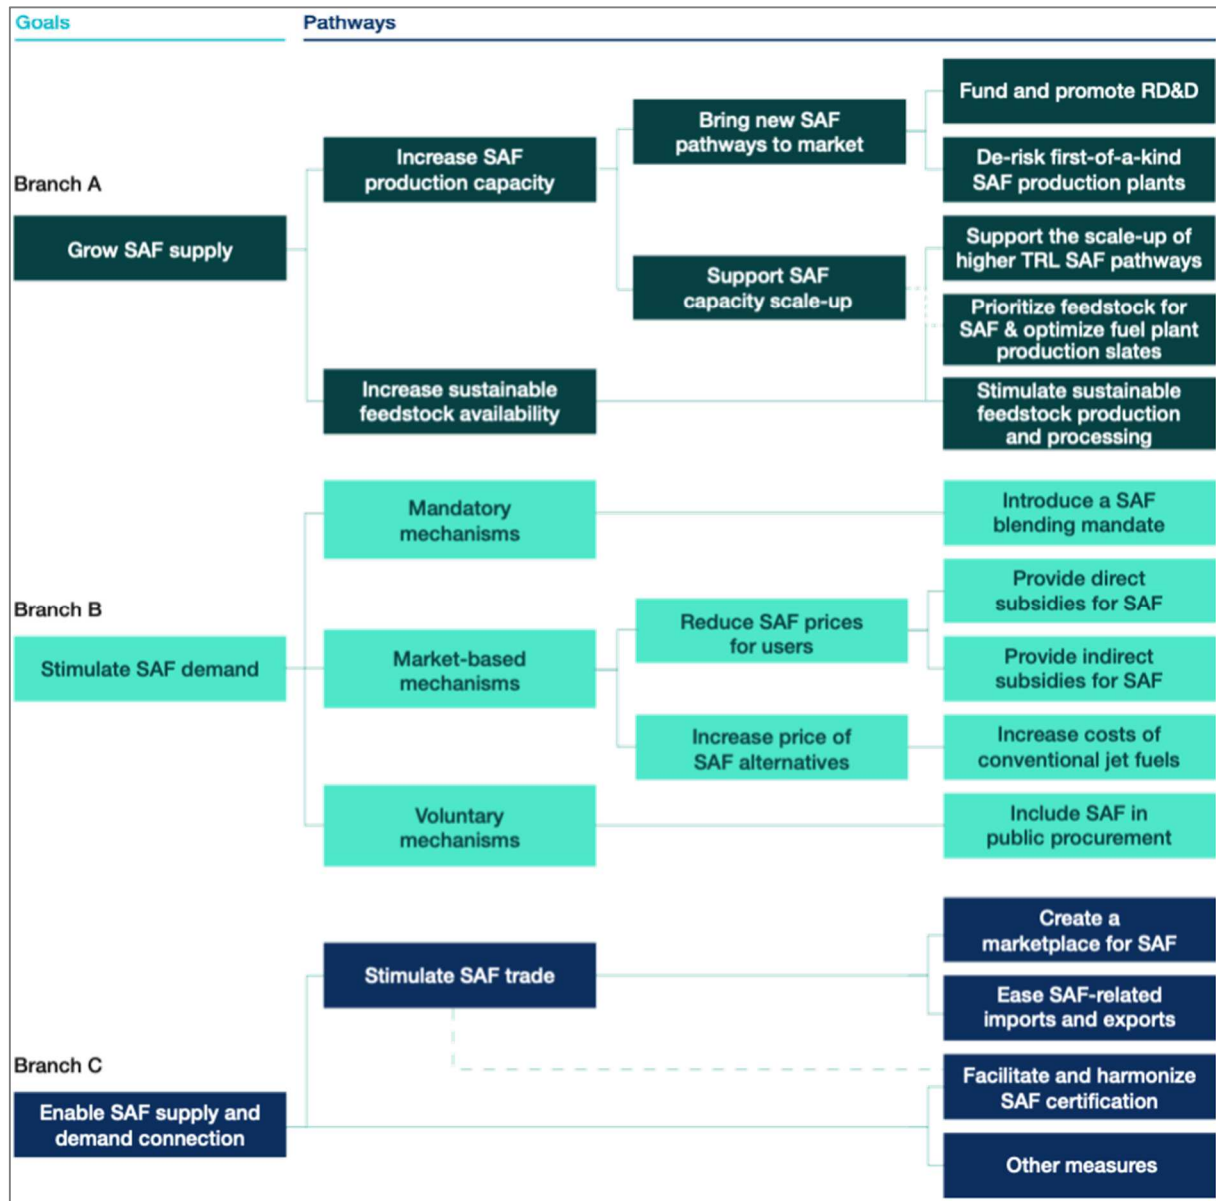 Goals
Pathways
Branch A
Grow SAF supply
Increase SAF
production capacity
Bring new SAF
pathways to market
Fund and promote RD&D
De-risk first-of-a-kind
SAF production plants
Support SAF
capacity scale-up
Support the scale-up of
higher TRL SAF pathways
Prioritize feedstock for
SAF & optimize fuel plant
production slates
Increase sustainable
feedstock availability
Stimulate sustainable
feedstock production
and processing
Branch B
Stimulate SAF demand
Mandatory
mechanisms
Introduce a SAF
blending mandate
Market-based
mechanisms
Reduce SAF prices
for users
Provide direct
subsidies for SAF
Provide indirect
subsidies for SAF
Increase price of
SAF alternatives
Increase costs of
conventional jet fuels
Voluntary
mechanisms
Include SAF in
public procurement
Branch C
Enable SAF supply and
demand connection
Stimulate SAF trade
Create a
marketplace for SAF
Ease SAF-related
imports and exports
Facilitate and harmonize
SAF certification
Other measures